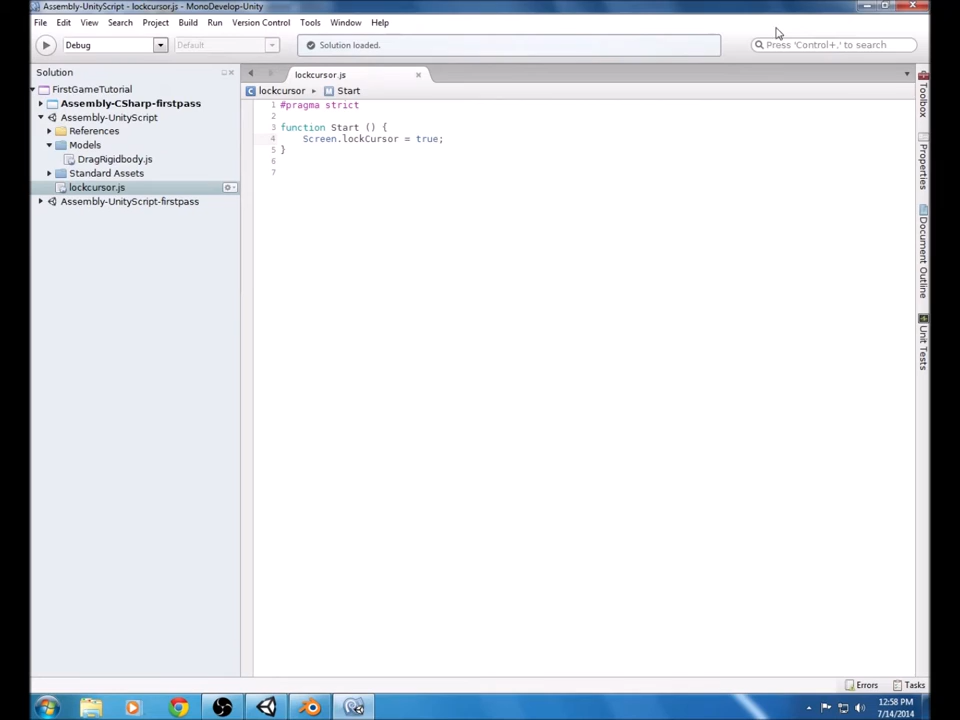 Assembly-UnityScript - lockcursor.js - MonoDevelop-Unity
File Edit View Search Project Build Run Version Control Tools Window Help
Debug Default Solution loaded. Press 'Control+.' to search
Solution
FirstGameTutorial
Assembly-CSharp-firstpass
Assembly-UnityScript
References
Models
DragRigidbody.js
Standard Assets
lockcursor.js
Assembly-UnityScript-firstpass
lockcursor.js
lockcursor Start
1 #pragma strict
2
3 function Start () {
4 Screen.lockCursor = true;
5 }
6
7
Toolbox
Properties
Document Outline
Unit Tests
Errors Tasks
12:58 PM
7/14/2014